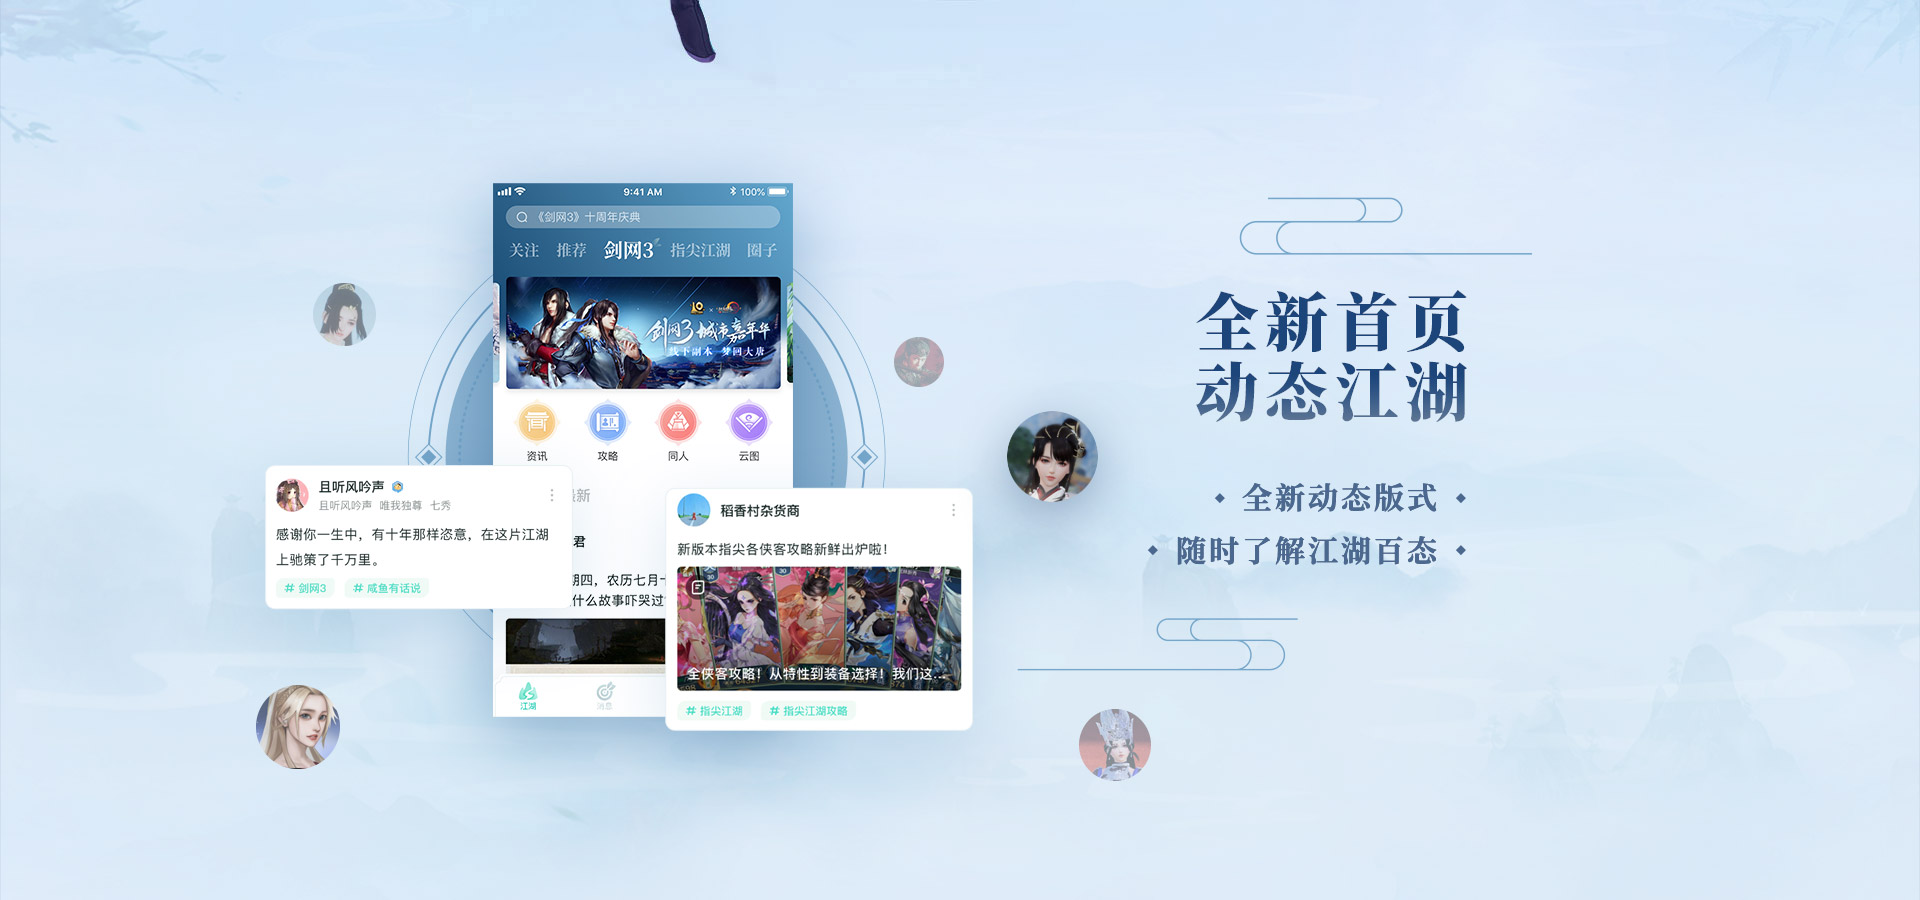 9:41 AM
100%
《剑网3》十周年庆典
关注 推荐 剑网3 指尖江湖 圈子
10
剑网3城市嘉年华
线下副本 梦回大唐
资讯 攻略 同人 云图
且听风吟声
且听风吟声 唯我独尊 七秀
感谢你一生中，有十年那样恣意，在这片江湖
上驰策了千万里。
# 剑网3 # 咸鱼有话说
新
君
期四，农历七月十
什么故事吓哭过
江湖 消息
稻香村杂货商
新版本指尖各侠客攻略新鲜出炉啦！
全侠客攻略！从特性到装备选择！我们这...
# 指尖江湖 # 指尖江湖攻略
全新首页
动态江湖
全新动态版式
随时了解江湖百态